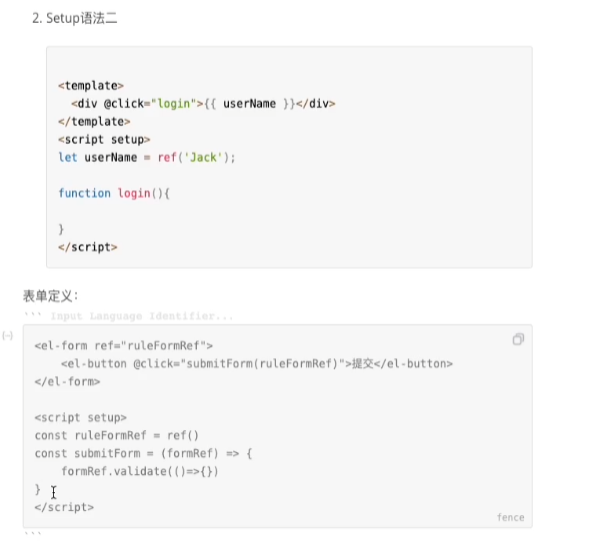 2. Setup语法二
<template>
  <div @click="login">{{ userName }}</div>
</template>
<script setup>
let userName = ref('Jack');
function login(){
}
</script>
表单定义：
``` Input Language Identifier...
{-}
<el-form ref="ruleFormRef">
    <el-button @click="submitForm(ruleFormRef)">提交</el-button>
</el-form>
<script setup>
const ruleFormRef = ref()
const submitForm = (formRef) => {
    formRef.validate(()=>{})
}
</script>
fence
```